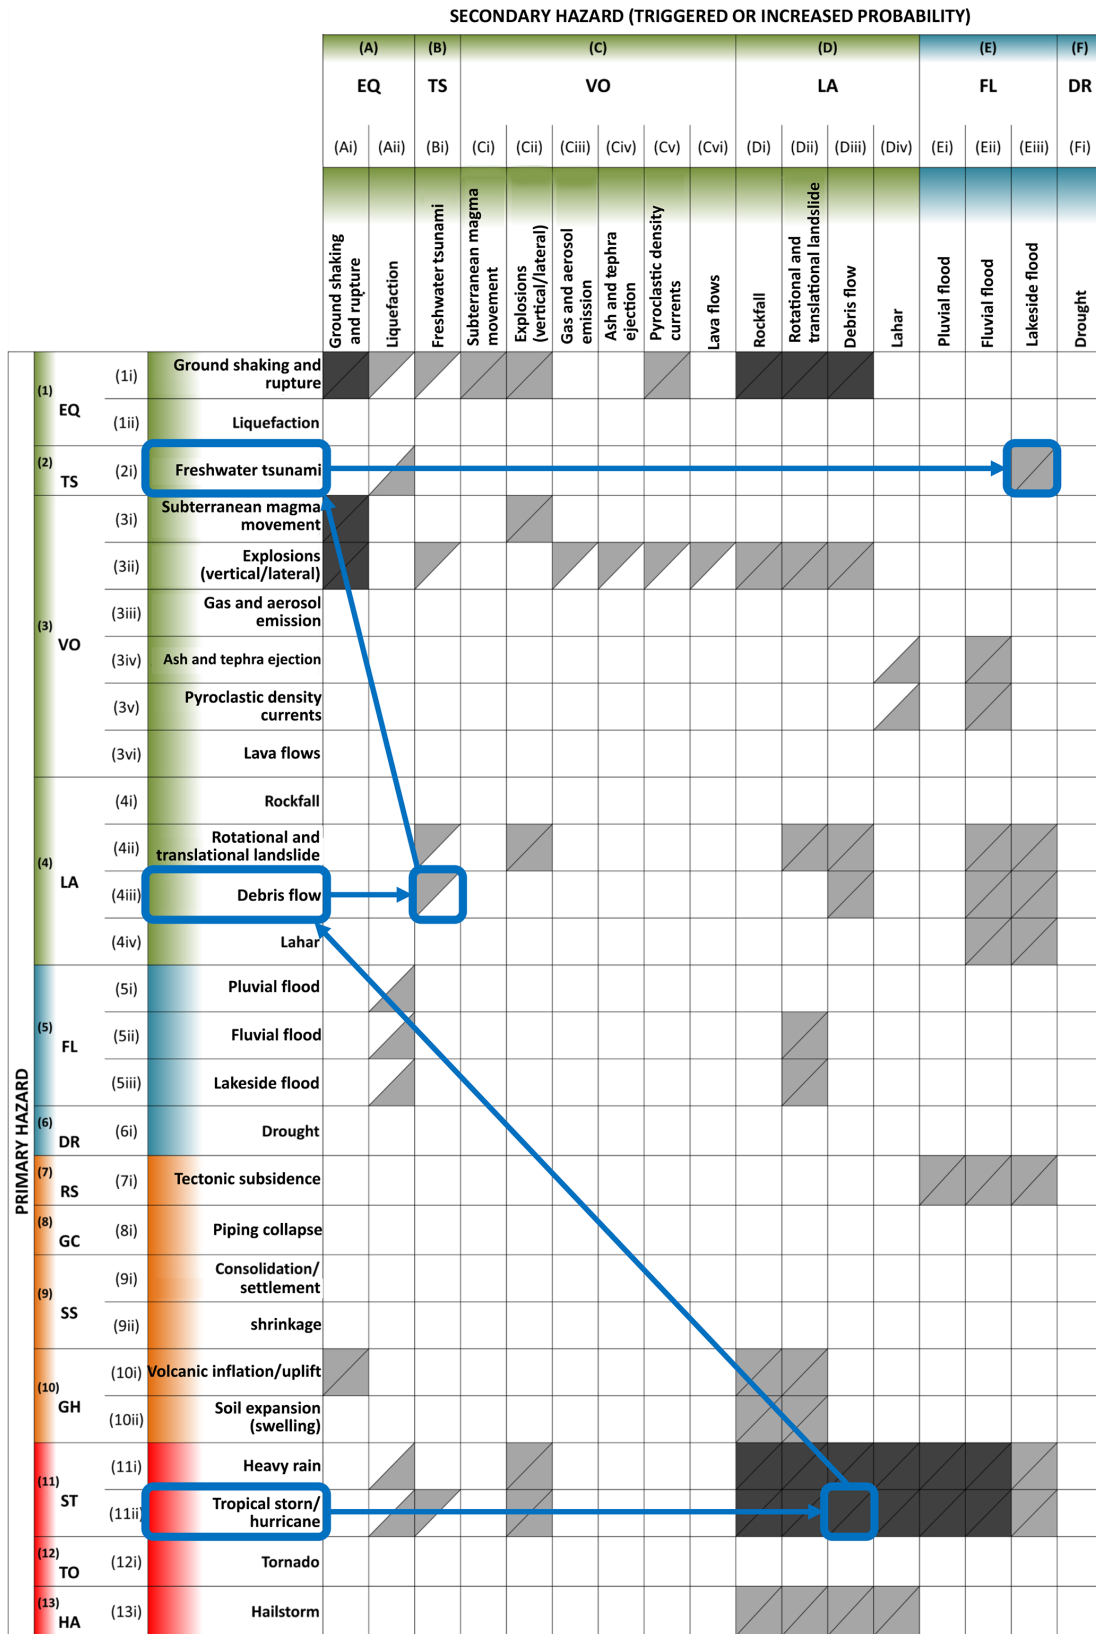 SECONDARY HAZARD (TRIGGERED OR INCREASED PROBABILITY)
(A) (B) (C) (D) (E) (F)
EQ TS VO LA FL DR
(Ai) (Aii) (Bi) (Ci) (Cii) (Ciii) (Civ) (Cv) (Cvi) (Di) (Dii) (Diii) (Div) (Ei) (Eii) (Eiii) (Fi)
Ground shaking
and rupture
Liquefaction
Freshwater tsunami
Subterranean magma
movement
Explosions
(vertical/lateral)
Gas and aerosol
emission
Ash and tephra
ejection
Pyroclastic density
currents
Lava flows
Rockfall
Rotational and
translational landslide
Debris flow
Lahar
Pluvial flood
Fluvial flood
Lakeside flood
Drought
PRIMARY HAZARD
(1)
EQ
(1i)
Ground shaking and
rupture
(1ii)
Liquefaction
(2)
TS
(2i)
Freshwater tsunami
(3)
VO
(3i)
Subterranean magma
movement
(3ii)
Explosions
(vertical/lateral)
(3iii)
Gas and aerosol
emission
(3iv)
Ash and tephra ejection
(3v)
Pyroclastic density
currents
(3vi)
Lava flows
(4)
LA
(4i)
Rockfall
(4ii)
Rotational and
translational landslide
(4iii)
Debris flow
(4iv)
Lahar
(5)
FL
(5i)
Pluvial flood
(5ii)
Fluvial flood
(5iii)
Lakeside flood
(6)
DR
(6i)
Drought
(7)
RS
(7i)
Tectonic subsidence
(8)
GC
(8i)
Piping collapse
(9)
SS
(9i)
Consolidation/
settlement
(9ii)
shrinkage
(10)
GH
(10i)
Volcanic inflation/uplift
(10ii)
Soil expansion
(swelling)
(11)
ST
(11i)
Heavy rain
(11ii)
Tropical storn/
hurricane
(12)
TO
(12i)
Tornado
(13)
HA
(13i)
Hailstorm